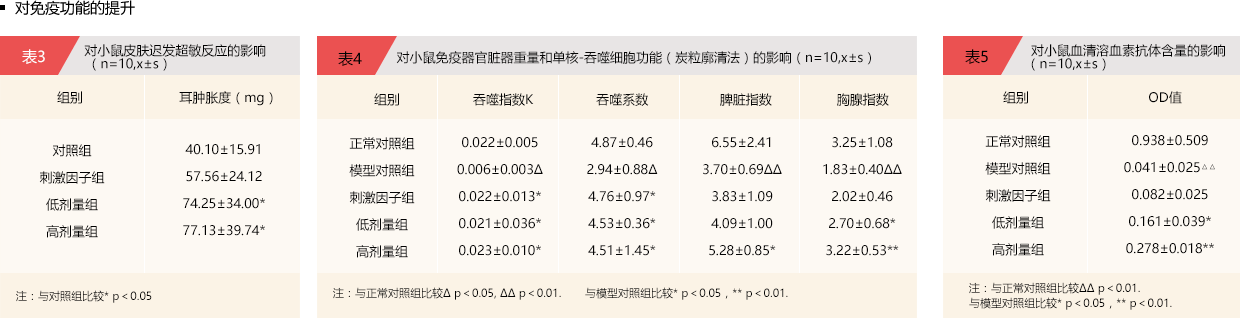 对免疫功能的提升
表3 对小鼠皮肤迟发超敏反应的影响
（n=10,x±s）
组别 耳肿胀度（mg）
对照组 40.10±15.91
刺激因子组 57.56±24.12
低剂量组 74.25±34.00*
高剂量组 77.13±39.74*
注：与对照组比较* p＜0.05
表4 对小鼠免疫器官脏器重量和单核-吞噬细胞功能（炭粒廓清法）的影响（n=10,x±s）
组别 吞噬指数K 吞噬系数 脾脏指数 胸腺指数
正常对照组 0.022±0.005 4.87±0.46 6.55±2.41 3.25±1.08
模型对照组 0.006±0.003Δ 2.94±0.88Δ 3.70±0.69ΔΔ 1.83±0.40ΔΔ
刺激因子组 0.022±0.013* 4.76±0.97* 3.83±1.09 2.02±0.46
低剂量组 0.021±0.036* 4.53±0.36* 4.09±1.00 2.70±0.68*
高剂量组 0.023±0.010* 4.51±1.45* 5.28±0.85* 3.22±0.53**
注：与正常对照组比较Δ p＜0.05, ΔΔ p＜0.01. 与模型对照组比较* p＜0.05，** p＜0.01.
表5 对小鼠血清溶血素抗体含量的影响
（n=10,x±s）
组别 OD值
正常对照组 0.938±0.509
模型对照组 0.041±0.025△△
刺激因子组 0.082±0.025
低剂量组 0.161±0.039*
高剂量组 0.278±0.018**
注：与正常对照组比较ΔΔ p＜0.01.
与模型对照组比较* p＜0.05，** p＜0.01.